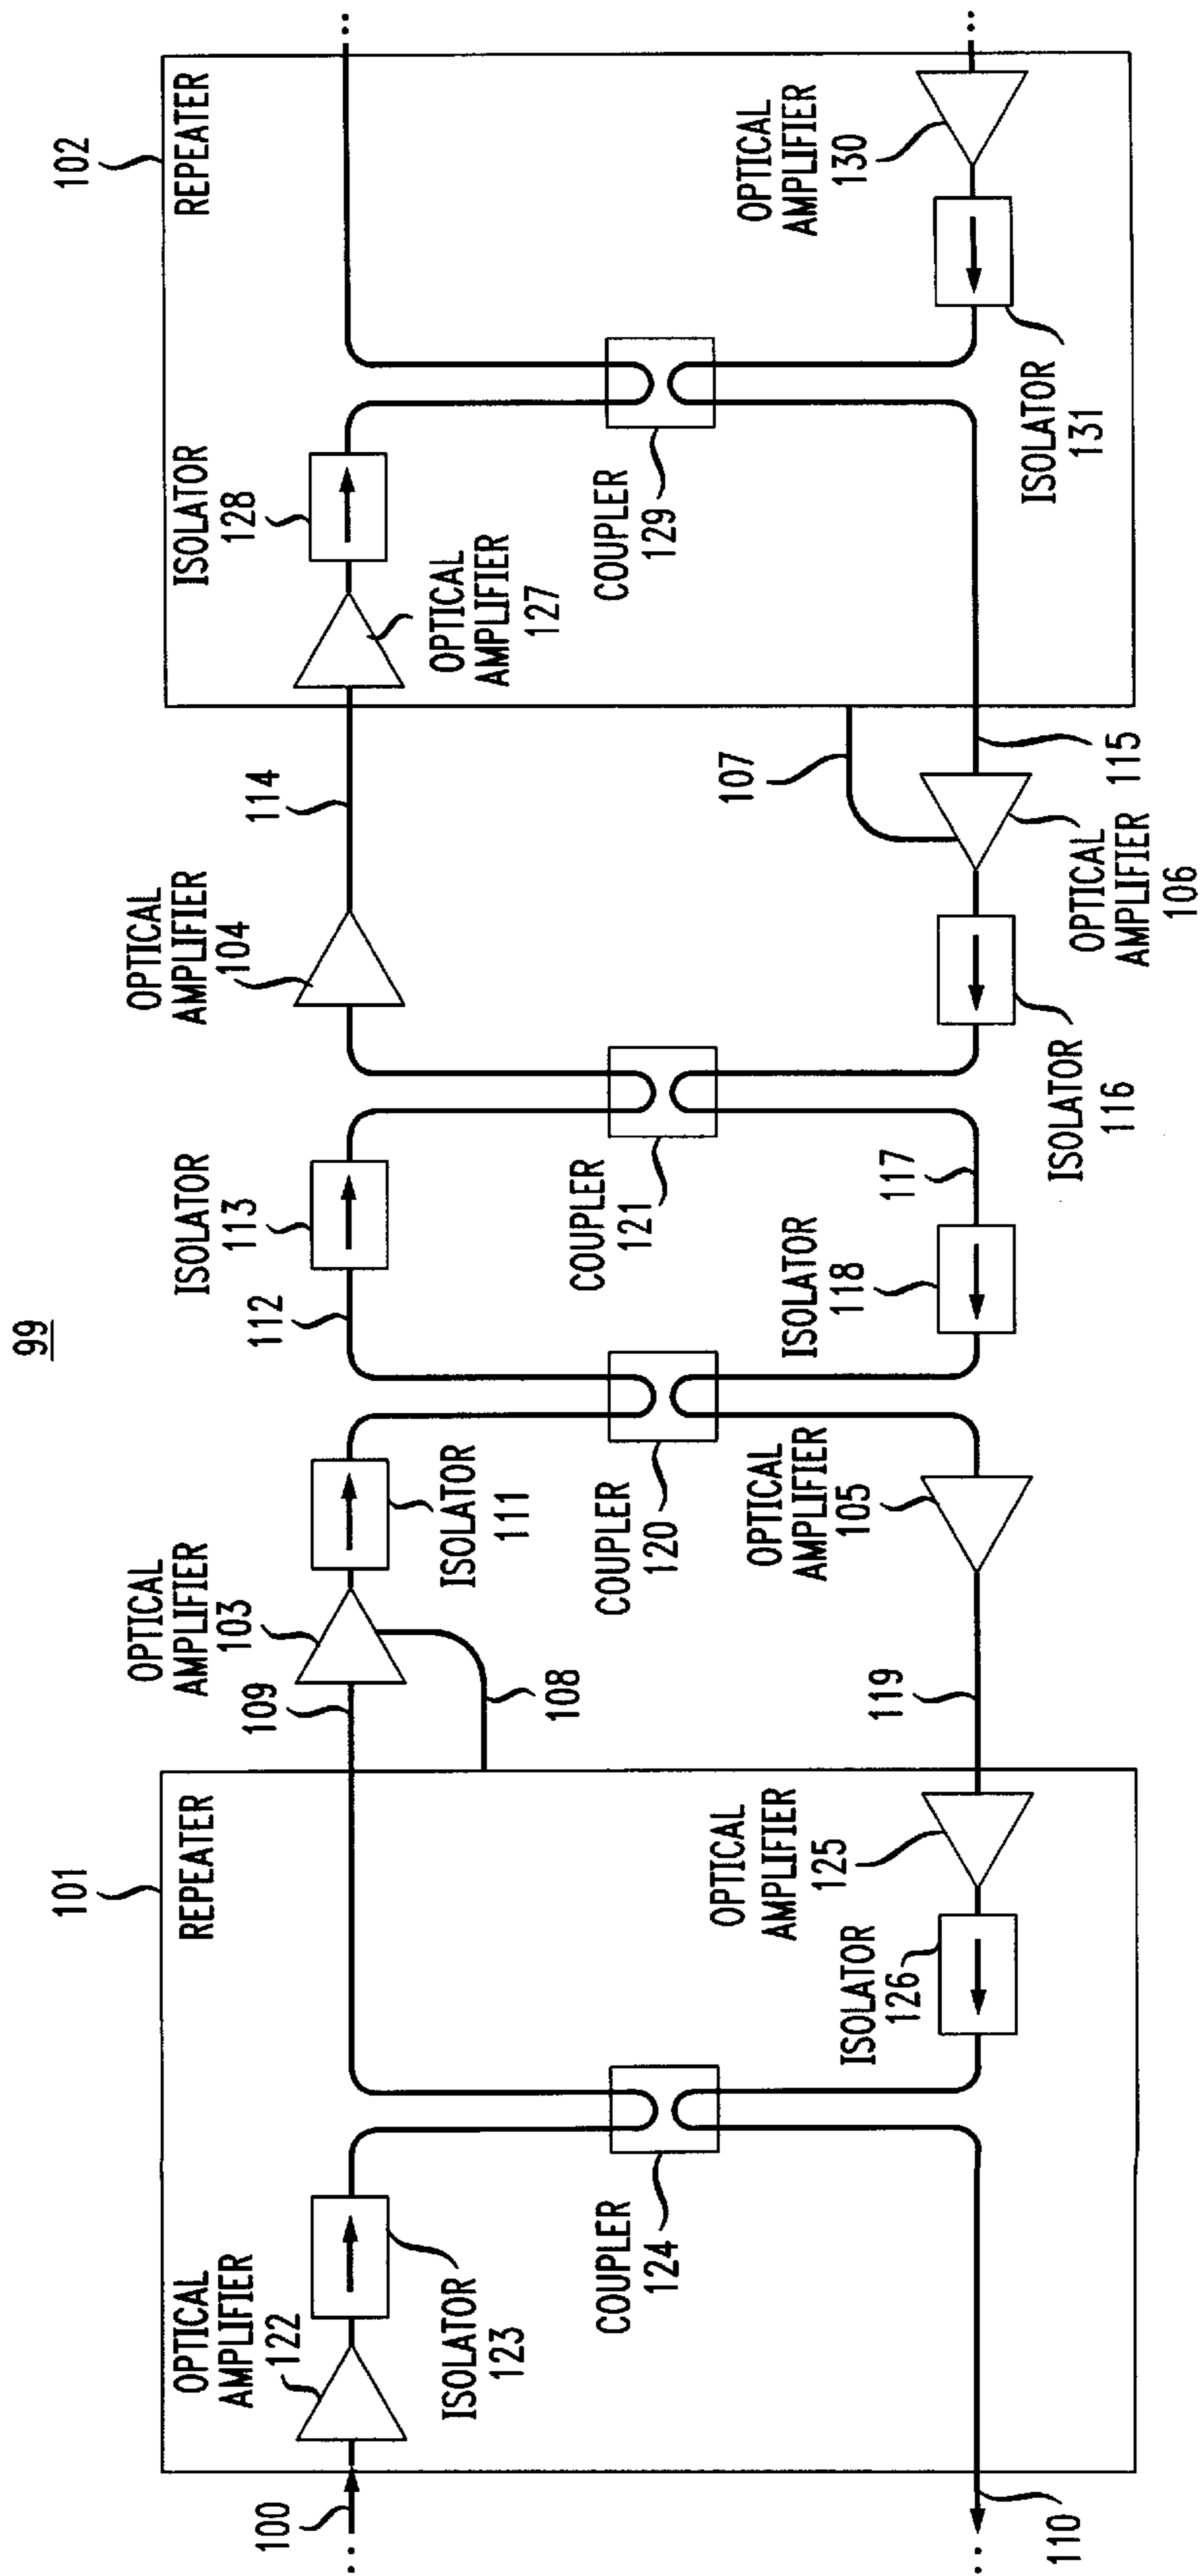 99
101
REPEATER
102
REPEATER
100
OPTICAL
AMPLIFIER
122
ISOLATOR
123
COUPLER
124
OPTICAL
AMPLIFIER
125
ISOLATOR
126
110
109
OPTICAL
AMPLIFIER
103
108
ISOLATOR
111
COUPLER
120
OPTICAL
AMPLIFIER
105
119
112
ISOLATOR
113
COUPLER
121
ISOLATOR
118
117
OPTICAL
AMPLIFIER
104
114
ISOLATOR
116
OPTICAL
AMPLIFIER
106
107
115
ISOLATOR
128
OPTICAL
AMPLIFIER
127
COUPLER
129
OPTICAL
AMPLIFIER
130
ISOLATOR
131